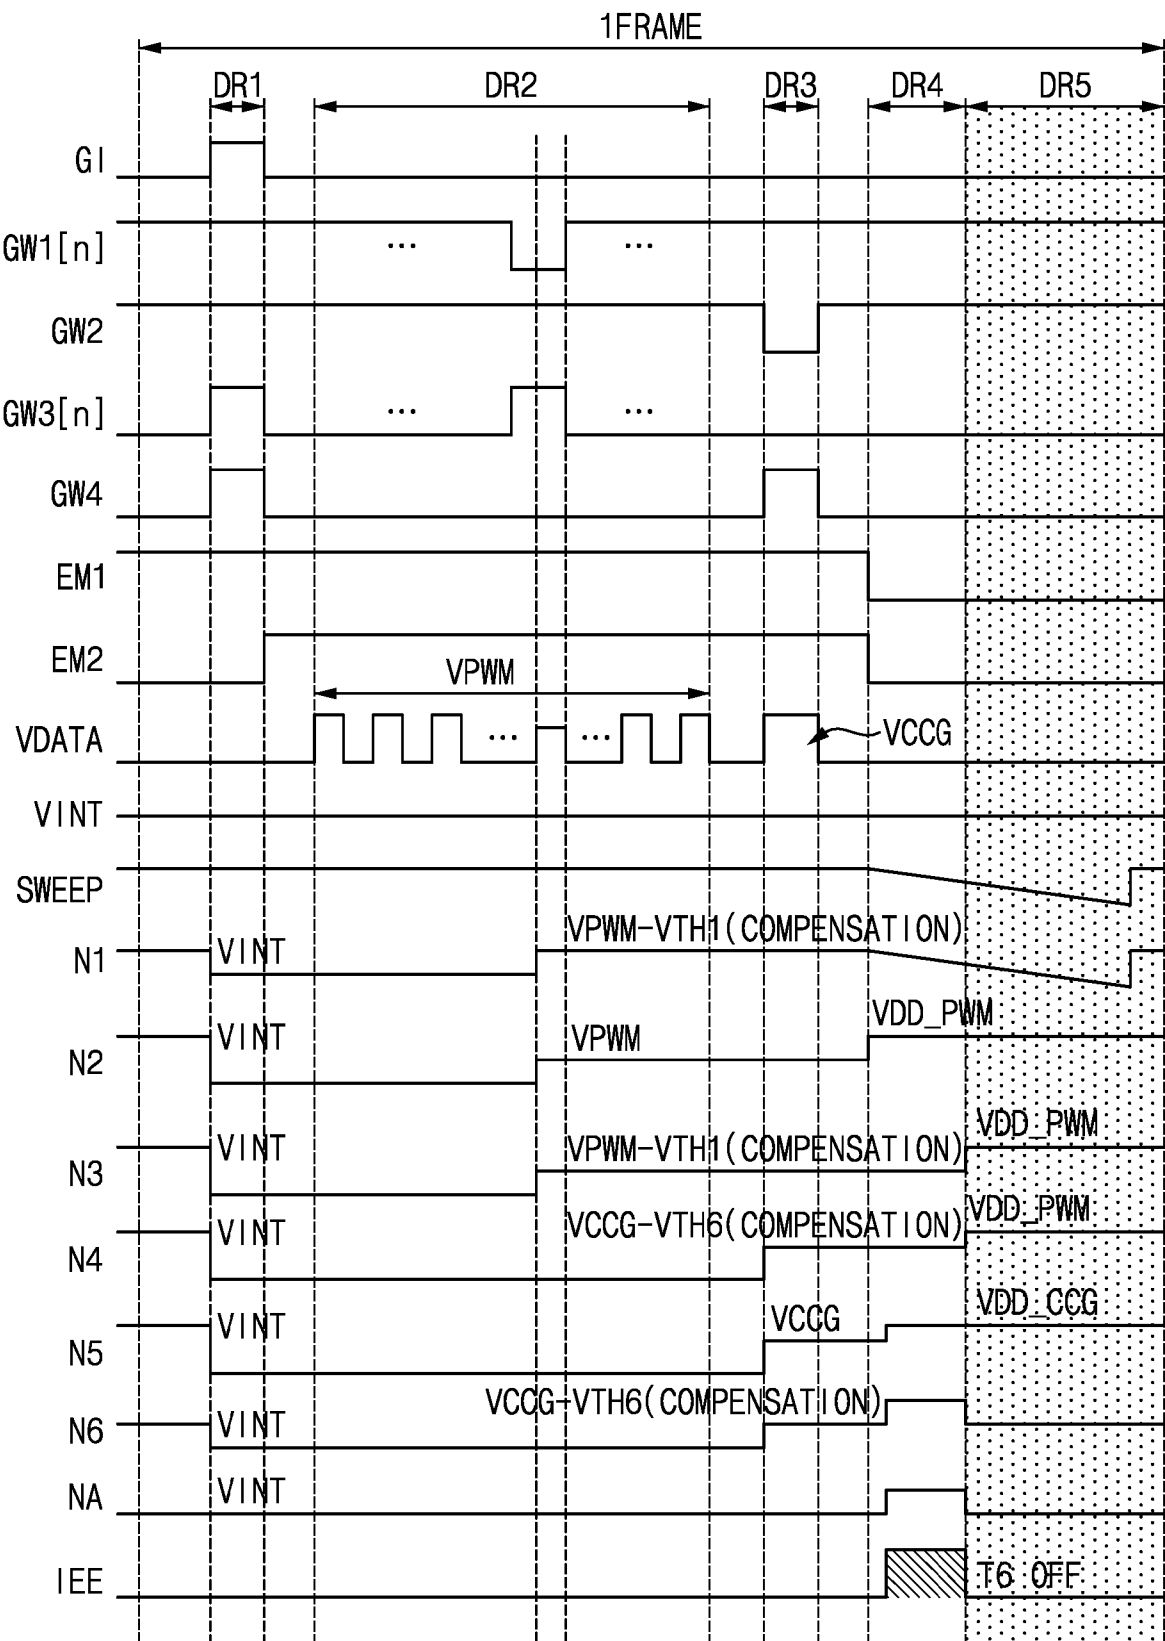 1FRAME
DR1 DR2 DR3 DR4 DR5
GI
GW1[n] ... ...
GW2
GW3[n] ... ...
GW4
EM1
EM2
VPWM
VDATA ... ... VCCG
VINT
SWEEP
VPWM-VTH1(COMPENSATION)
N1 VINT
VDD_PWM
VINT VPWM
N2
VDD_PWM
VINT VPWM-VTH1(COMPENSATION)
N3
VDD_PWM
VINT VCCG-VTH6(COMPENSATION)
N4
VDD_CCG
VINT VCCG
N5
VCCG-VTH6(COMPENSATION)
N6 VINT
NA VINT
IEE T6 OFF